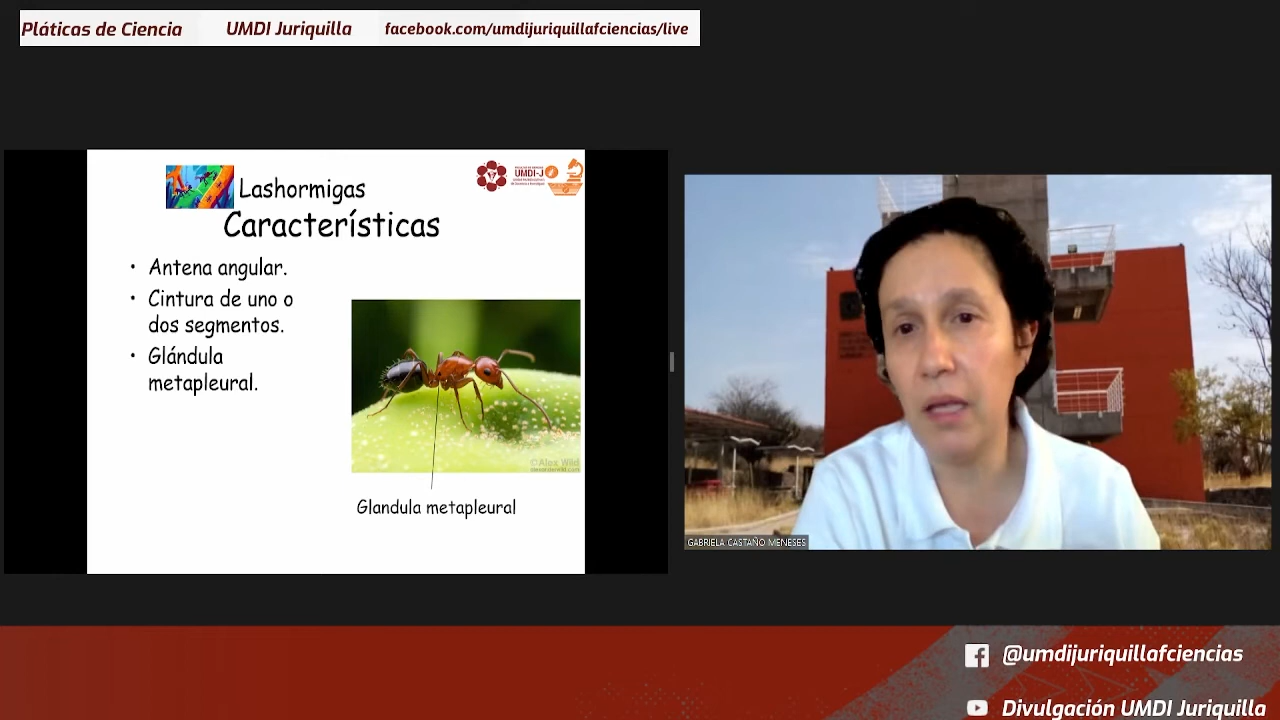 Pláticas de Ciencia UMDI Juriquilla facebook.com/umdijuriquillafciencias/live
Lashormigas
Características
UMDI-J
• Antena angular.
• Cintura de uno o
dos segmentos.
• Glándula
metapleural.
©Alex Wild
Glandula metapleural
GABRIELA CASTAÑO MENESES
@umdijuriquillafciencias
Divulgación UMDI Juriquilla